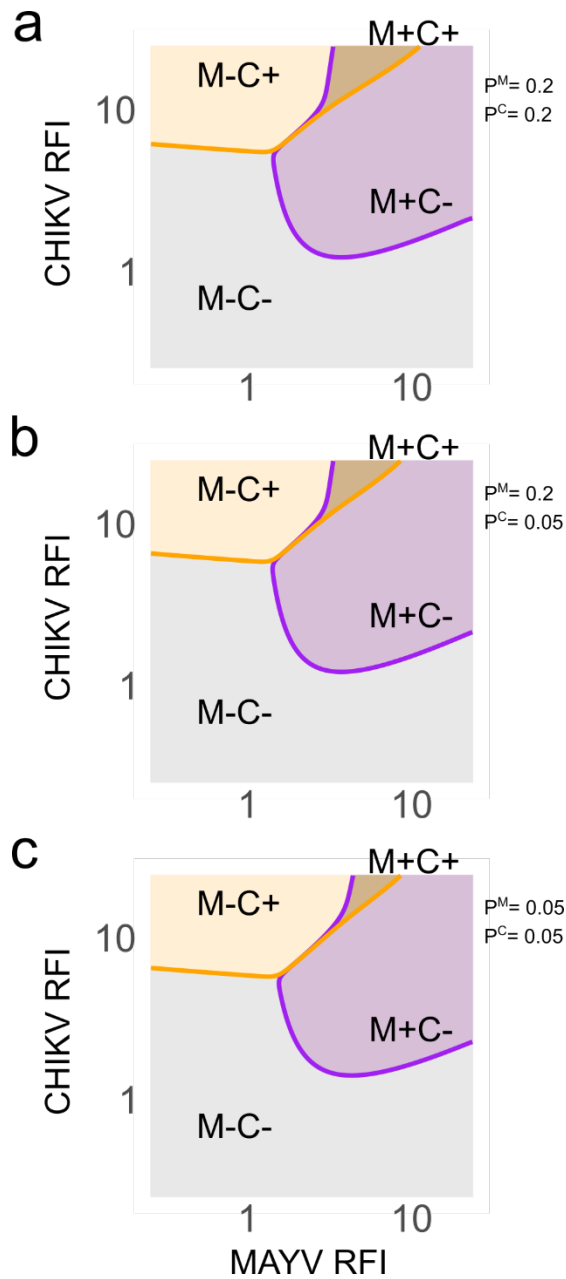 a
M+C+
M-C+
Pᴹ= 0.2
Pᶜ= 0.2
10
CHIKV RFI
M+C-
1
M-C-
1
10
b
M+C+
M-C+
Pᴹ= 0.2
Pᶜ= 0.05
10
CHIKV RFI
M+C-
1
M-C-
1
10
c
M+C+
M-C+
Pᴹ= 0.05
Pᶜ= 0.05
10
CHIKV RFI
M+C-
1
M-C-
1
10
MAYV RFI